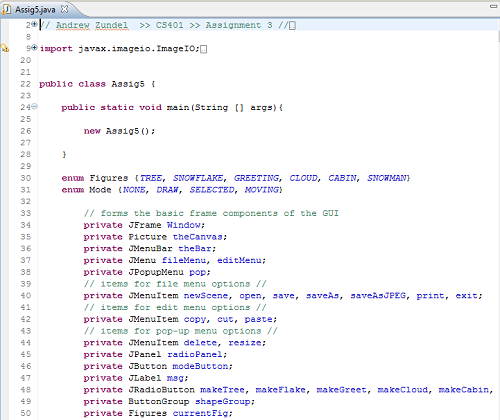 Assig5.java
2 // Andrew Zundel >> CS401 >> Assignment 3 //
8
9 import javax.imageio.ImageIO;
20
21
22 public class Assig5 {
23
24 public static void main(String [] args){
25
26 new Assig5();
27
28 }
29
30 enum Figures {TREE, SNOWFLAKE, GREETING, CLOUD, CABIN, SNOWMAN}
31 enum Mode {NONE, DRAW, SELECTED, MOVING}
32
33 // forms the basic frame components of the GUI
34 private JFrame Window;
35 private Picture theCanvas;
36 private JMenuBar theBar;
37 private JMenu fileMenu, editMenu;
38 private JPopupMenu pop;
39 // items for file menu options //
40 private JMenuItem newScene, open, save, saveAs, saveAsJPEG, print, exit;
41 // items for edit menu options //
42 private JMenuItem copy, cut, paste;
43 // items for pop-up menu options //
44 private JMenuItem delete, resize;
45 private JPanel radioPanel;
46 private JButton modeButton;
47 private JLabel msg;
48 private JRadioButton makeTree, makeFlake, makeGreet, makeCloud, makeCabin,
49 private ButtonGroup shapeGroup;
50 private Figures currentFig;